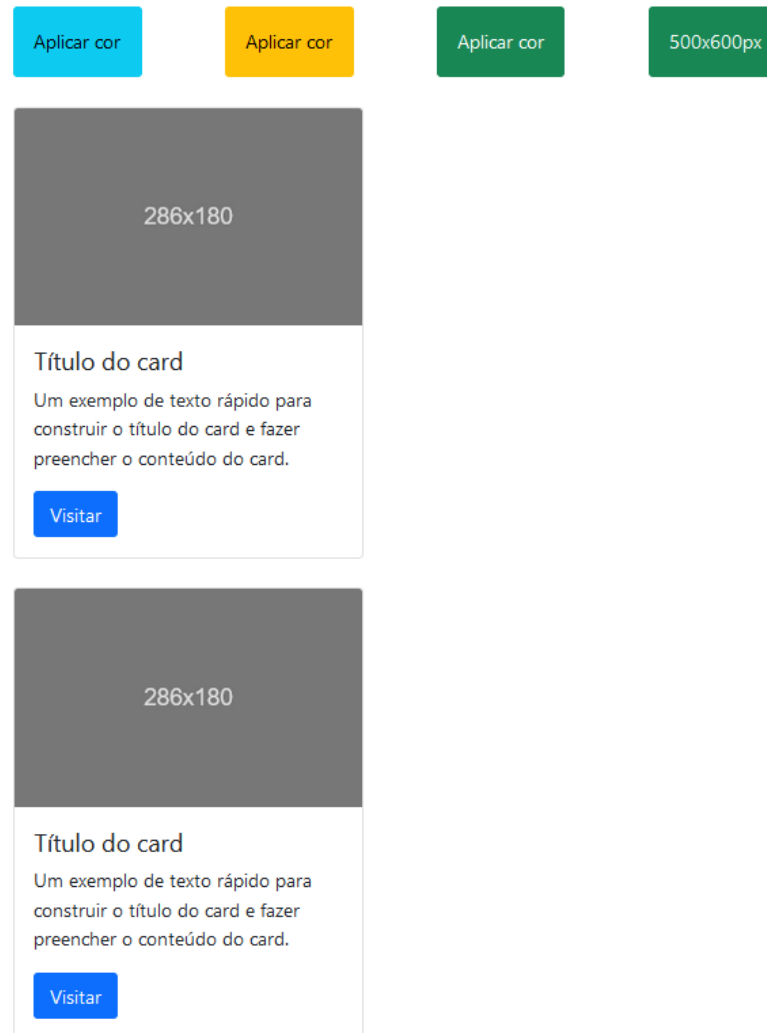 Aplicar cor Aplicar cor Aplicar cor 500x600px
286x180
Título do card
Um exemplo de texto rápido para
construir o título do card e fazer
preencher o conteúdo do card.
Visitar
286x180
Título do card
Um exemplo de texto rápido para
construir o título do card e fazer
preencher o conteúdo do card.
Visitar